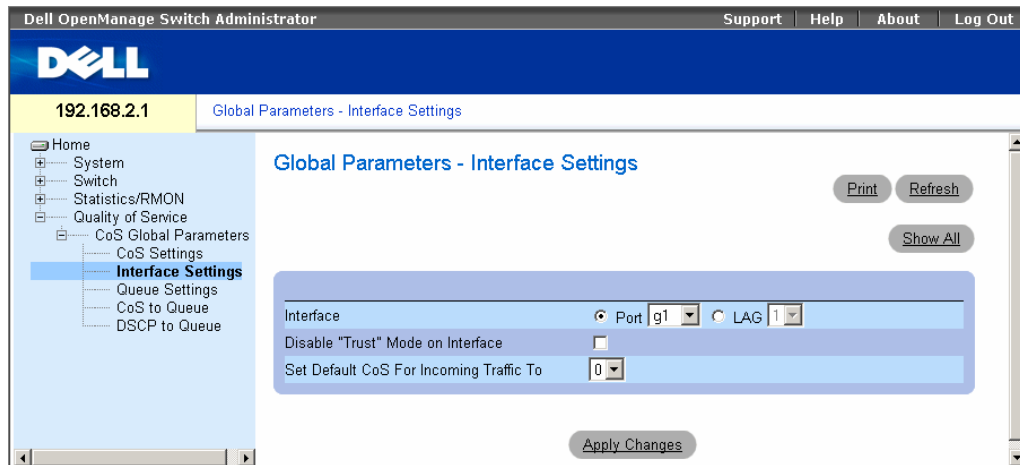 Dell OpenManage Switch Administrator
Support Help About Log Out
DELL
192.168.2.1
Global Parameters - Interface Settings
Home
System
Switch
Statistics/RMON
Quality of Service
CoS Global Parameters
CoS Settings
Interface Settings
Queue Settings
CoS to Queue
DSCP to Queue
Global Parameters - Interface Settings
Print Refresh
Show All
Interface Port g1 LAG 1
Disable "Trust" Mode on Interface
Set Default CoS For Incoming Traffic To 0
Apply Changes